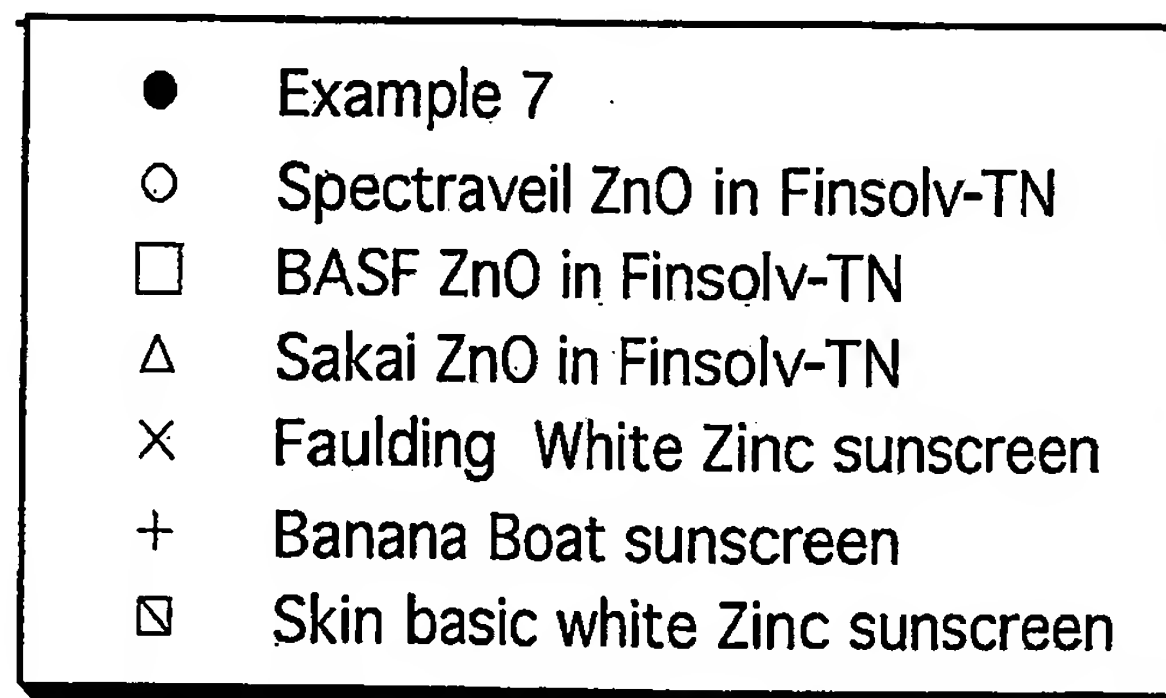 Example 7
Spectraveil ZnO in Finsolv-TN
BASF ZnO in Finsolv-TN
Sakai ZnO in Finsolv-TN
Faulding White Zinc sunscreen
Banana Boat sunscreen
Skin basic white Zinc sunscreen